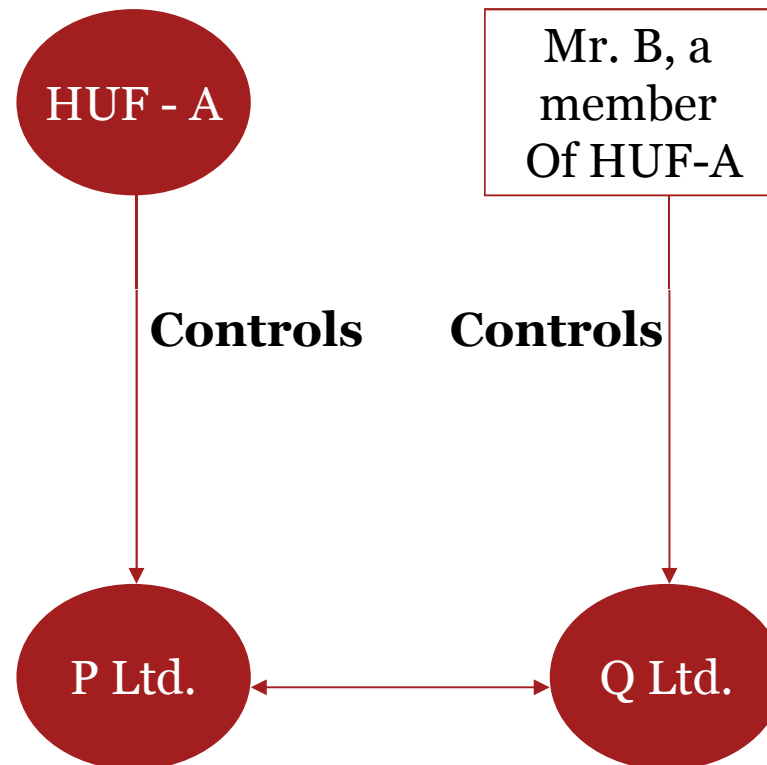 HUF - A
Mr. B, a
member
Of HUF-A
Controls
Controls
P Ltd.
Q Ltd.